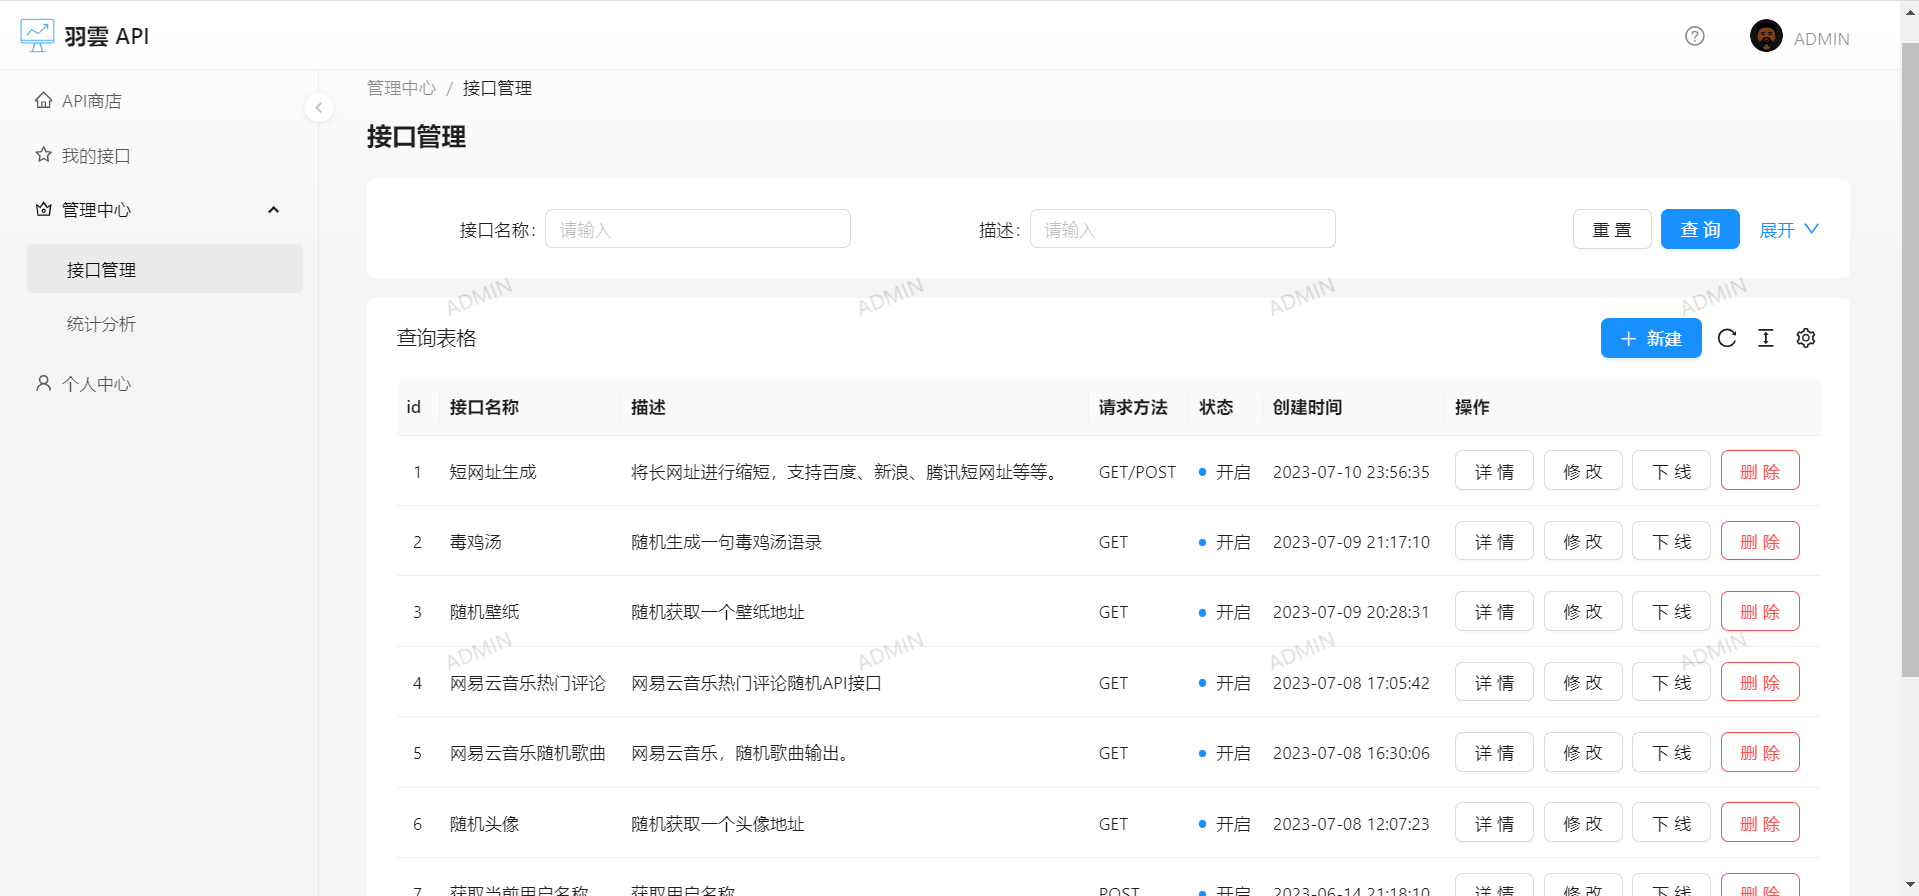 羽雲 API
ADMIN
API商店
我的接口
管理中心
接口管理
统计分析
个人中心
管理中心 / 接口管理
接口管理
接口名称: 请输入 描述: 请输入 重 置 查 询 展开
ADMIN ADMIN ADMIN ADMIN
查询表格 新建
id 接口名称 描述 请求方法 状态 创建时间 操作
1 短网址生成 将长网址进行缩短，支持百度、新浪、腾讯短网址等等。 GET/POST 开启 2023-07-10 23:56:35 详 情 修 改 下 线 删 除
2 毒鸡汤 随机生成一句毒鸡汤语录 GET 开启 2023-07-09 21:17:10 详 情 修 改 下 线 删 除
3 随机壁纸 随机获取一个壁纸地址 GET 开启 2023-07-09 20:28:31 详 情 修 改 下 线 删 除
ADMIN ADMIN ADMIN ADMIN
4 网易云音乐热门评论 网易云音乐热门评论随机API接口 GET 开启 2023-07-08 17:05:42 详 情 修 改 下 线 删 除
5 网易云音乐随机歌曲 网易云音乐，随机歌曲输出。 GET 开启 2023-07-08 16:30:06 详 情 修 改 下 线 删 除
6 随机头像 随机获取一个头像地址 GET 开启 2023-07-08 12:07:23 详 情 修 改 下 线 删 除
7 获取当前用户名称 获取用户名称 POST 开启 2023-06-14 21:18:10 详 情 修 改 下 线 删 除